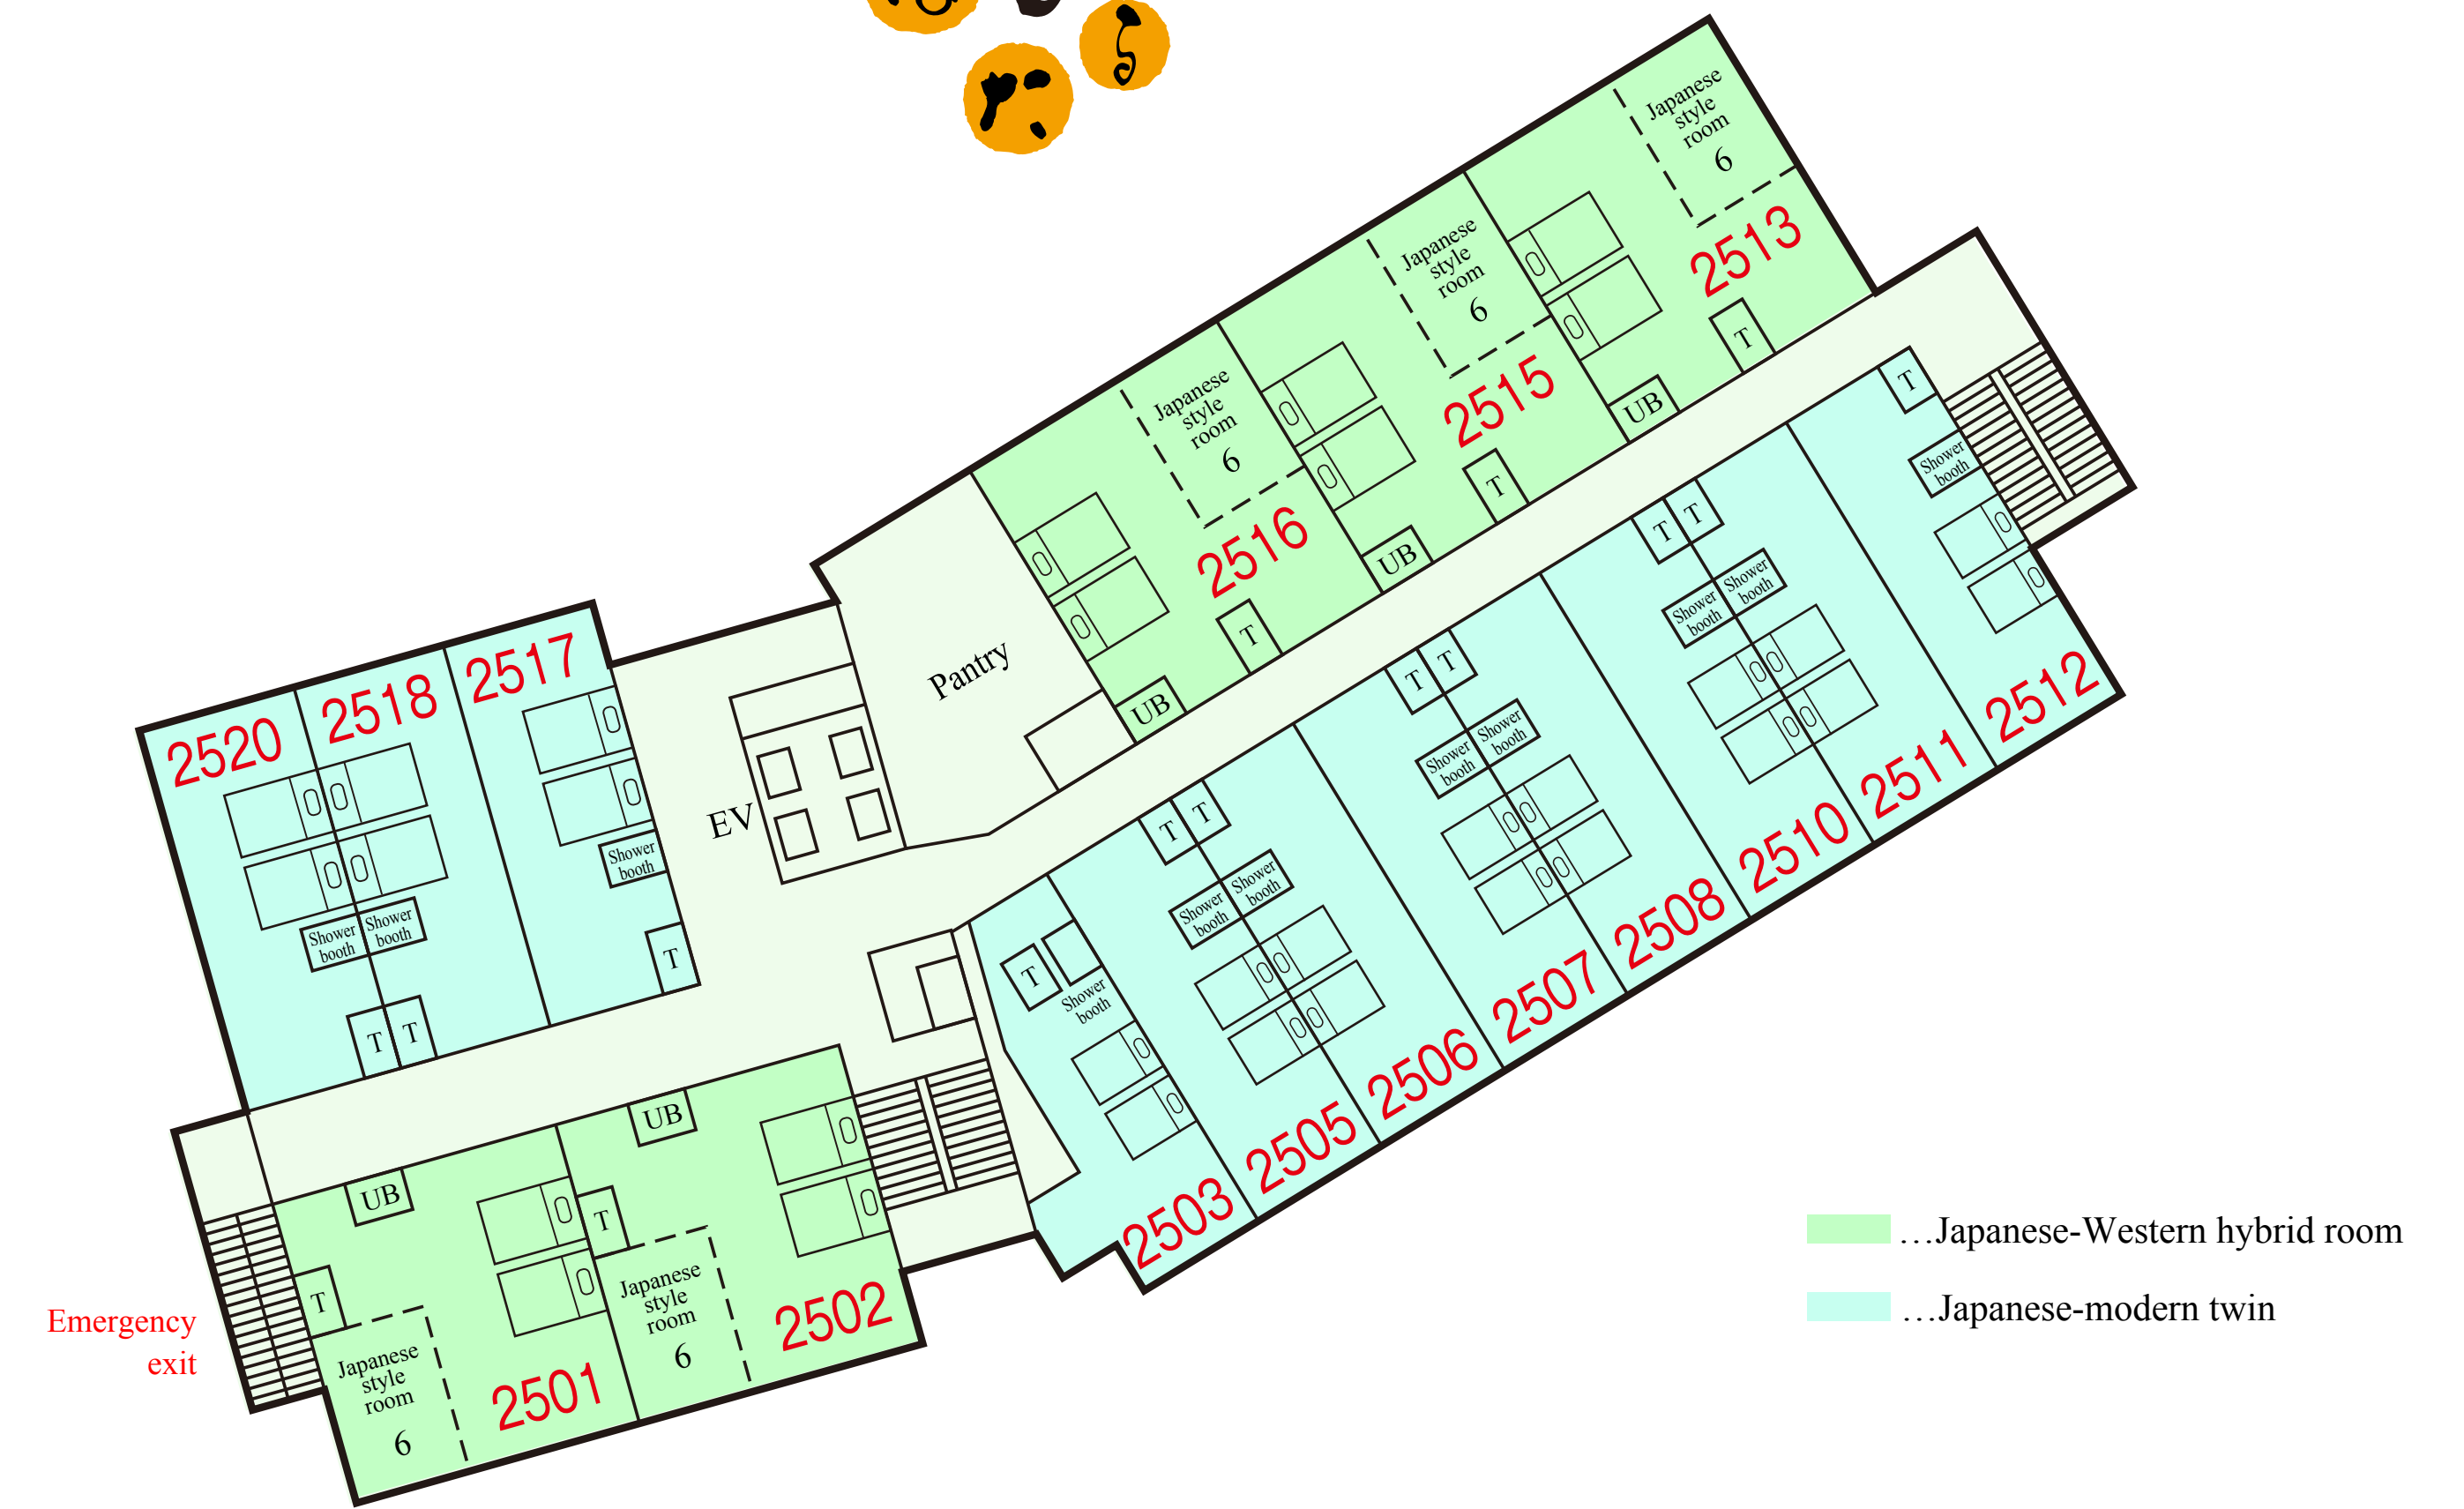 Japanese
style
room
6
2513
T
UB
Japanese
style
room
6
2515
T
UB
Japanese
style
room
6
2516
T
UB
Pantry
EV
2517
Shower
booth
T
2518
Shower
booth
T
2520
Shower
booth
T
T
Shower
booth
2512
T
Shower
booth
2511
T
Shower
booth
2510
T
Shower
booth
2508
T
Shower
booth
2507
T
Shower
booth
2506
T
Shower
booth
2505
T
Shower
booth
2503
UB
T
Japanese
style
room
6
2502
UB
T
Japanese
style
room
6
2501
Emergency
exit
…Japanese-Western hybrid room
…Japanese-modern twin